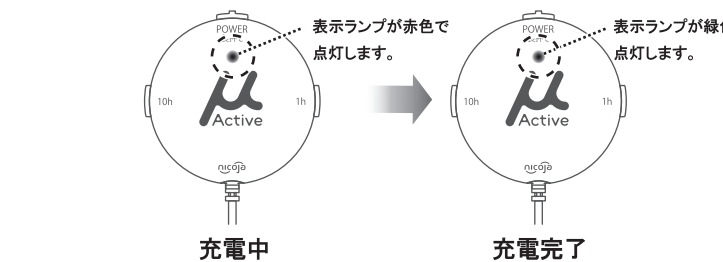 POWER
表示ランプが赤色で
点灯します。
10h
1h
μ
Active
nicoja
充電中
POWER
表示ランプが緑
点灯します。
10h
1h
μ
Active
nicoja
充電完了